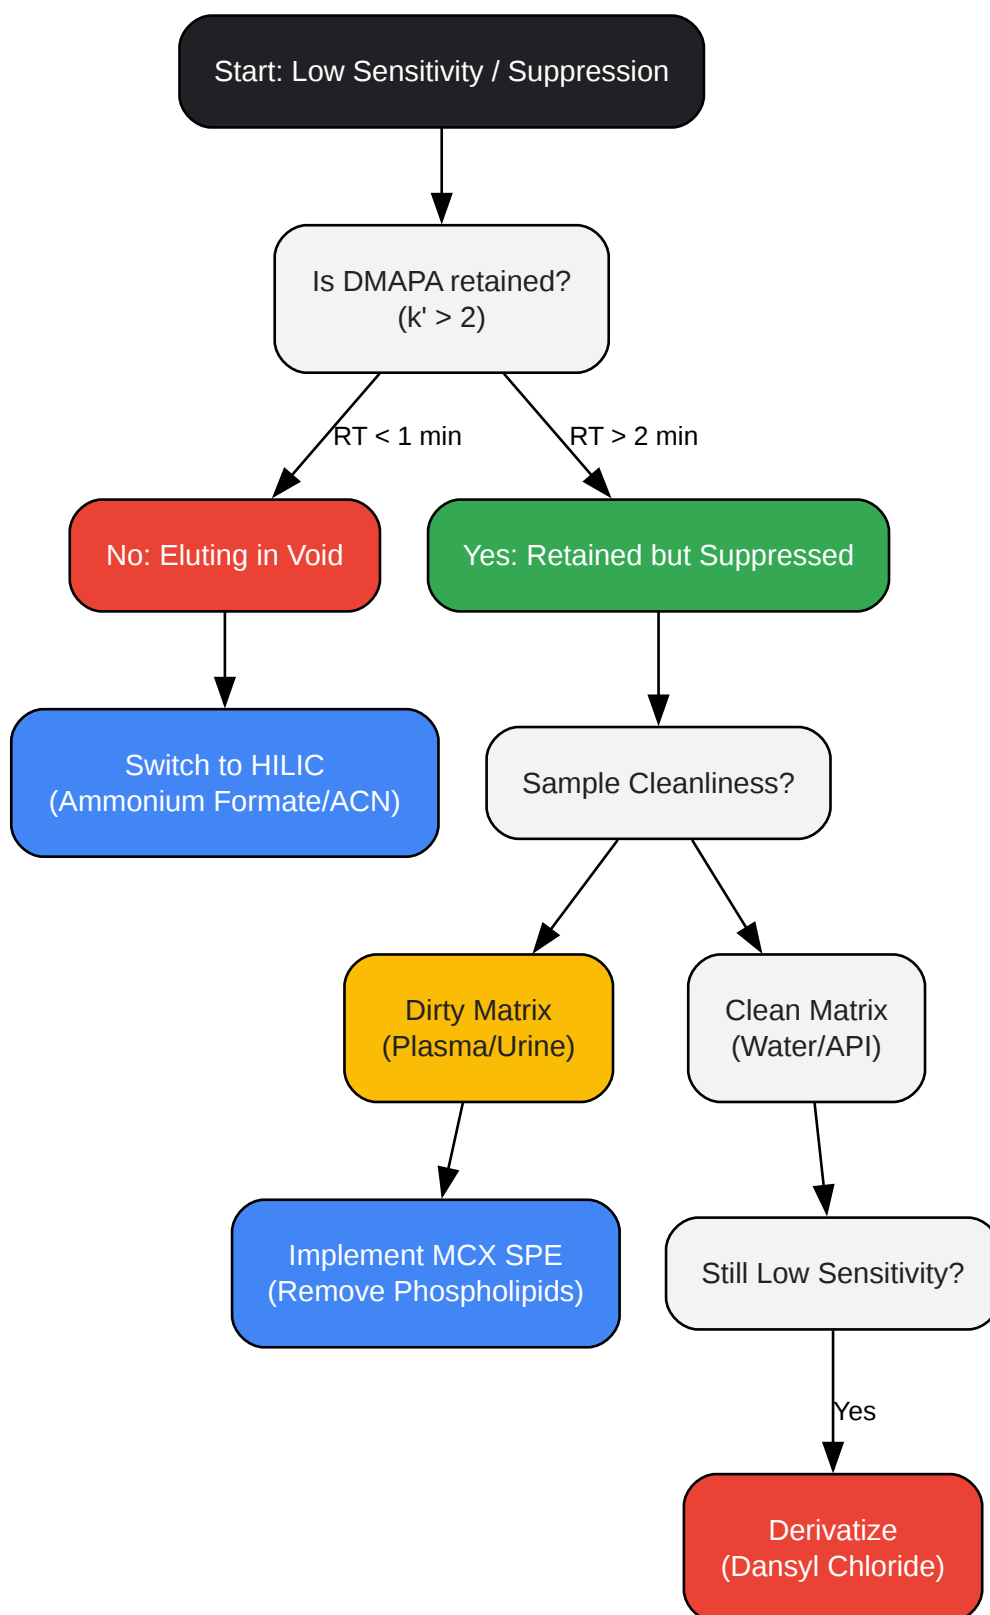 Start: Low Sensitivity / Suppression
Is DMAPA retained?
(k' > 2)
RT < 1 min
RT > 2 min
No: Eluting in Void
Yes: Retained but Suppressed
Switch to HILIC
(Ammonium Formate/ACN)
Sample Cleanliness?
Dirty Matrix
(Plasma/Urine)
Clean Matrix
(Water/API)
Implement MCX SPE
(Remove Phospholipids)
Still Low Sensitivity?
Yes
Derivatize
(Dansyl Chloride)